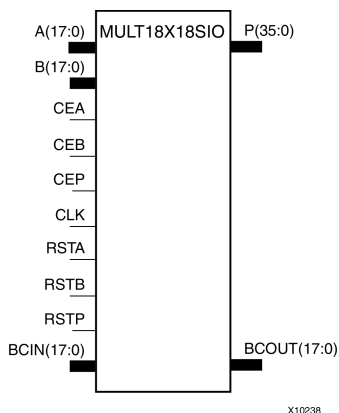 A(17:0) MULT18X18SIO P(35:0)
B(17:0)
CEA
CEB
CEP
CLK
RSTA
RSTB
RSTP
BCIN(17:0) BCOUT(17:0)
X10238